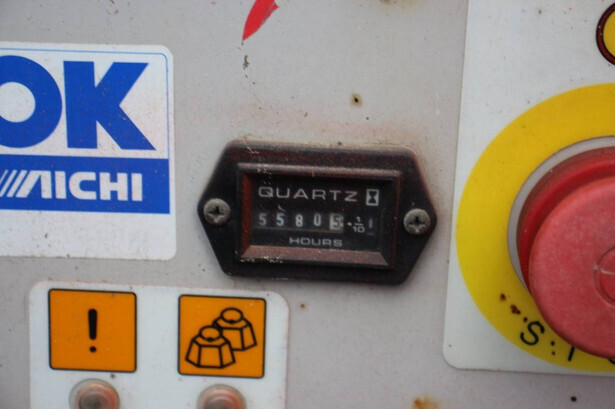 OK
AICHI
QUARTZ
55805 1/10
HOURS
!
S:I